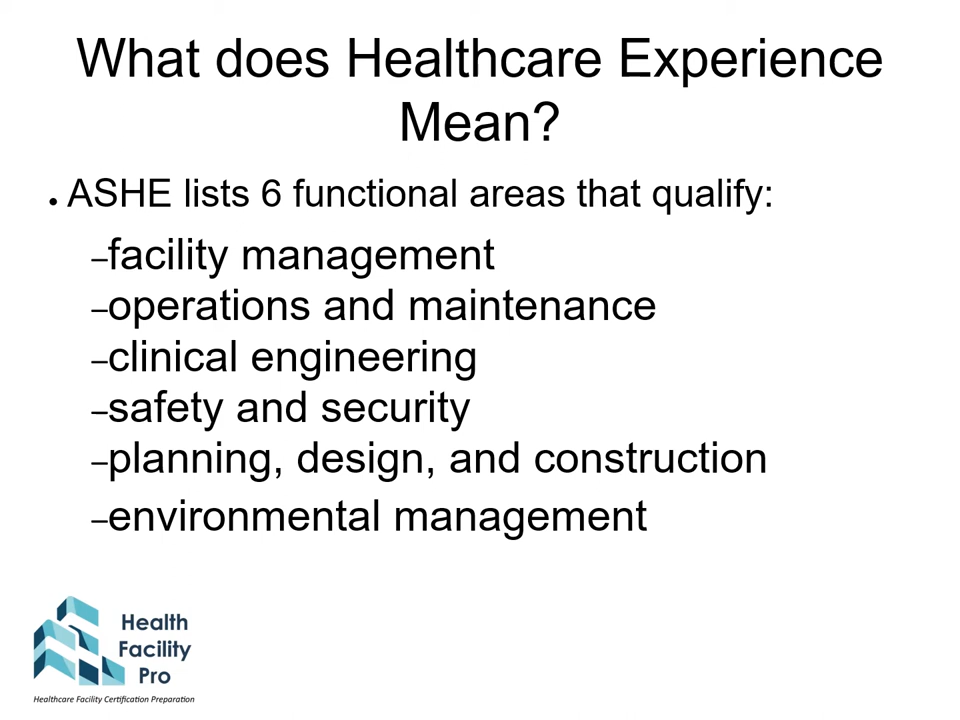 What does Healthcare Experience
Mean?
● ASHE lists 6 functional areas that qualify:
–facility management
–operations and maintenance
–clinical engineering
–safety and security
–planning, design, and construction
–environmental management
Health
Facility
Pro
Healthcare Facility Certification Preparation